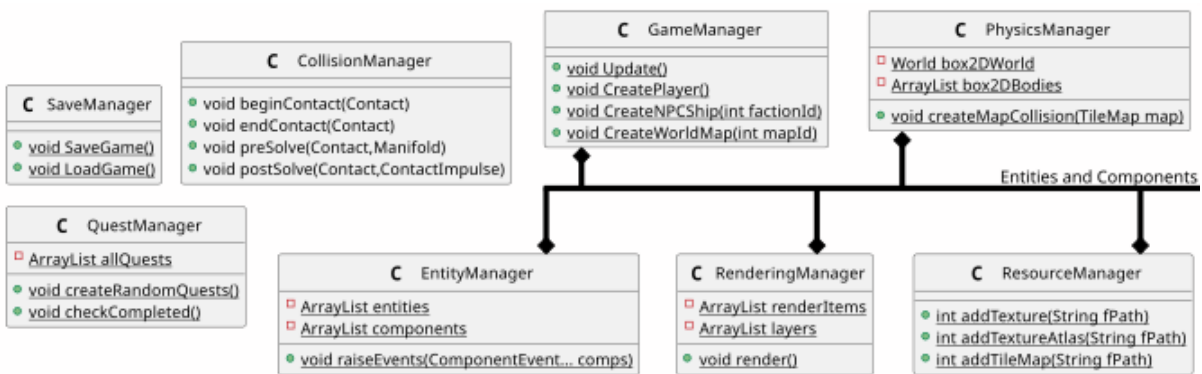 C SaveManager
void SaveGame()
void LoadGame()
C CollisionManager
void beginContact(Contact)
void endContact(Contact)
void preSolve(Contact,Manifold)
void postSolve(Contact,ContactImpulse)
C GameManager
void Update()
void CreatePlayer()
void CreateNPCShip(int factionId)
void CreateWorldMap(int mapId)
C PhysicsManager
World box2DWorld
ArrayList box2DBodies
void createMapCollision(TileMap map)
Entities and Components
C QuestManager
ArrayList allQuests
void createRandomQuests()
void checkCompleted()
C EntityManager
ArrayList entities
ArrayList components
void raiseEvents(ComponentEvent... comps)
C RenderingManager
ArrayList renderItems
ArrayList layers
void render()
C ResourceManager
int addTexture(String fPath)
int addTextureAtlas(String fPath)
int addTileMap(String fPath)